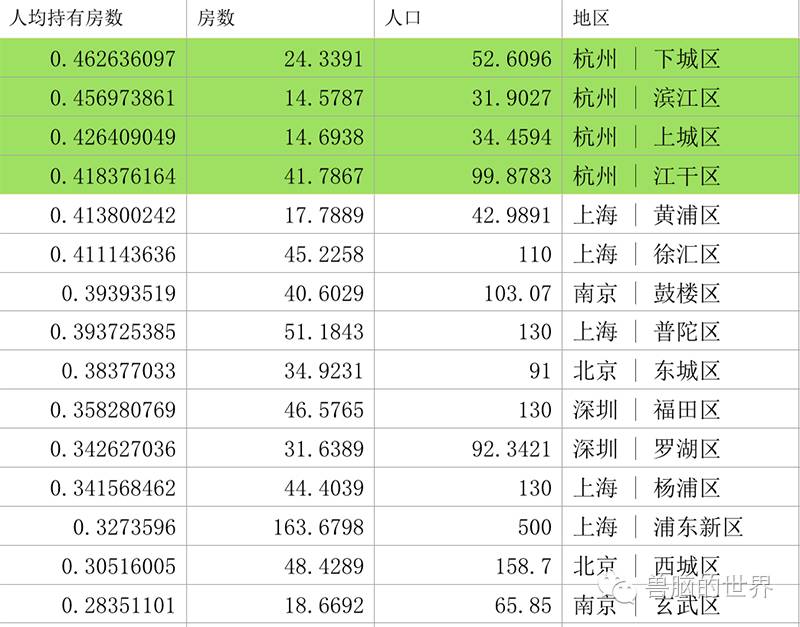 人均持有房数 房数 人口 地区
0.462636097 24.3391 52.6096 杭州 | 下城区
0.456973861 14.5787 31.9027 杭州 | 滨江区
0.426409049 14.6938 34.4594 杭州 | 上城区
0.418376164 41.7867 99.8783 杭州 | 江干区
0.413800242 17.7889 42.9891 上海 | 黄浦区
0.411143636 45.2258 110 上海 | 徐汇区
0.39393519 40.6029 103.07 南京 | 鼓楼区
0.393725385 51.1843 130 上海 | 普陀区
0.38377033 34.9231 91 北京 | 东城区
0.358280769 46.5765 130 深圳 | 福田区
0.342627036 31.6389 92.3421 深圳 | 罗湖区
0.341568462 44.4039 130 上海 | 杨浦区
0.3273596 163.6798 500 上海 | 浦东新区
0.30516005 48.4289 158.7 北京 | 西城区
0.28351101 18.6692 65.85 南京 | 玄武区
兽脑的世界